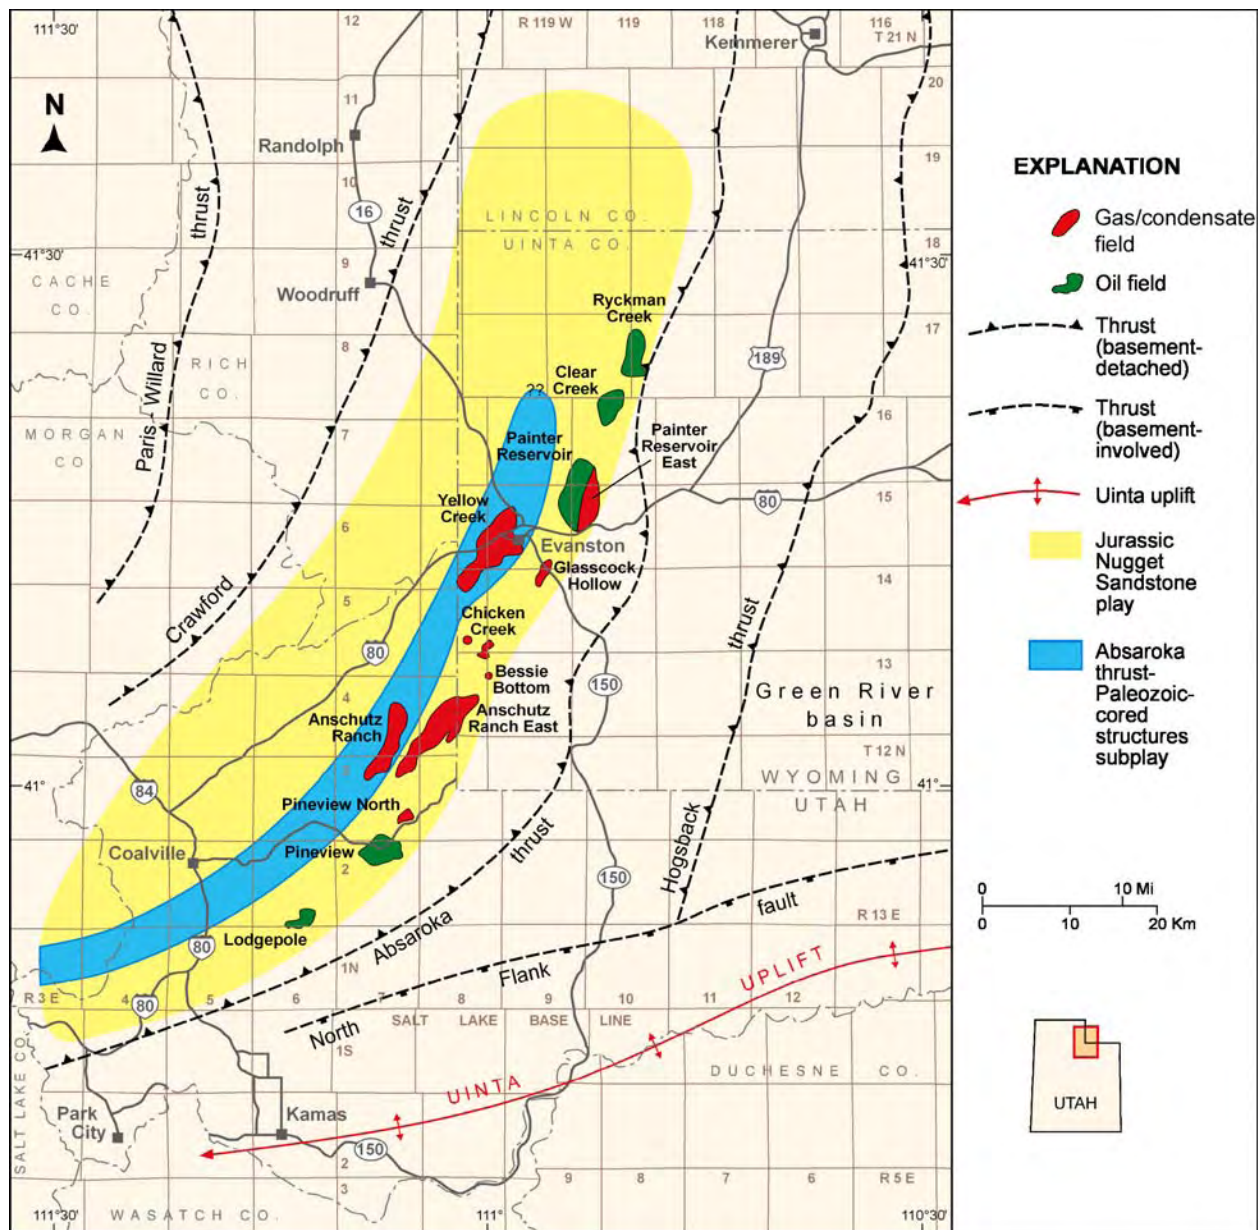 111°30'
12
R 119 W
119
118
116
T 21 N
Kemmerer
20
N
11
Randolph
19
10
thrust
thrust
16
LINCOLN CO.
UINTA CO.
18
41°30'
9
41°30'
CACHE
CO.
Woodruff
Ryckman
Creek
17
8
189
RICH
CO.
Clear
Creek
22
16
MORGAN
CO
7
Paris - Willard
Painter
Reservoir
Painter
Reservoir
East
15
80
Yellow
Creek
6
Evanston
Glasscock
Hollow
14
5
Crawford
Chicken
Creek
thrust
80
13
Bessie
Bottom
150
4
Green River
basin
Anschutz
Ranch
Anschutz
Ranch East
T 12 N
3
WYOMING
41°
84
41°
UTAH
Pineview North
thrust
Coalville
Pineview
2
Hogsback
150
fault
R 13 E
Lodgepole
Absaroka
80
1N
Flank
UPLIFT
R 3 E
4
80
5
6
7
8
9
10
11
12
North
SALT LAKE BASE LINE
1S
SALT LAKE CO.
UINTA
DUCHESNE CO.
Park
City
Kamas
150
2
3
9
8
7
6
R 5 E
WASATCH CO.
111°30'
111°
110°30'
EXPLANATION
Gas/condensate
field
Oil field
Thrust
(basement-
detached)
Thrust
(basement-
involved)
Uinta uplift
Jurassic
Nugget
Sandstone
play
Absaroka
thrust-
Paleozoic-
cored
structures
subplay
0
10 Mi
0
10
20 Km
UTAH